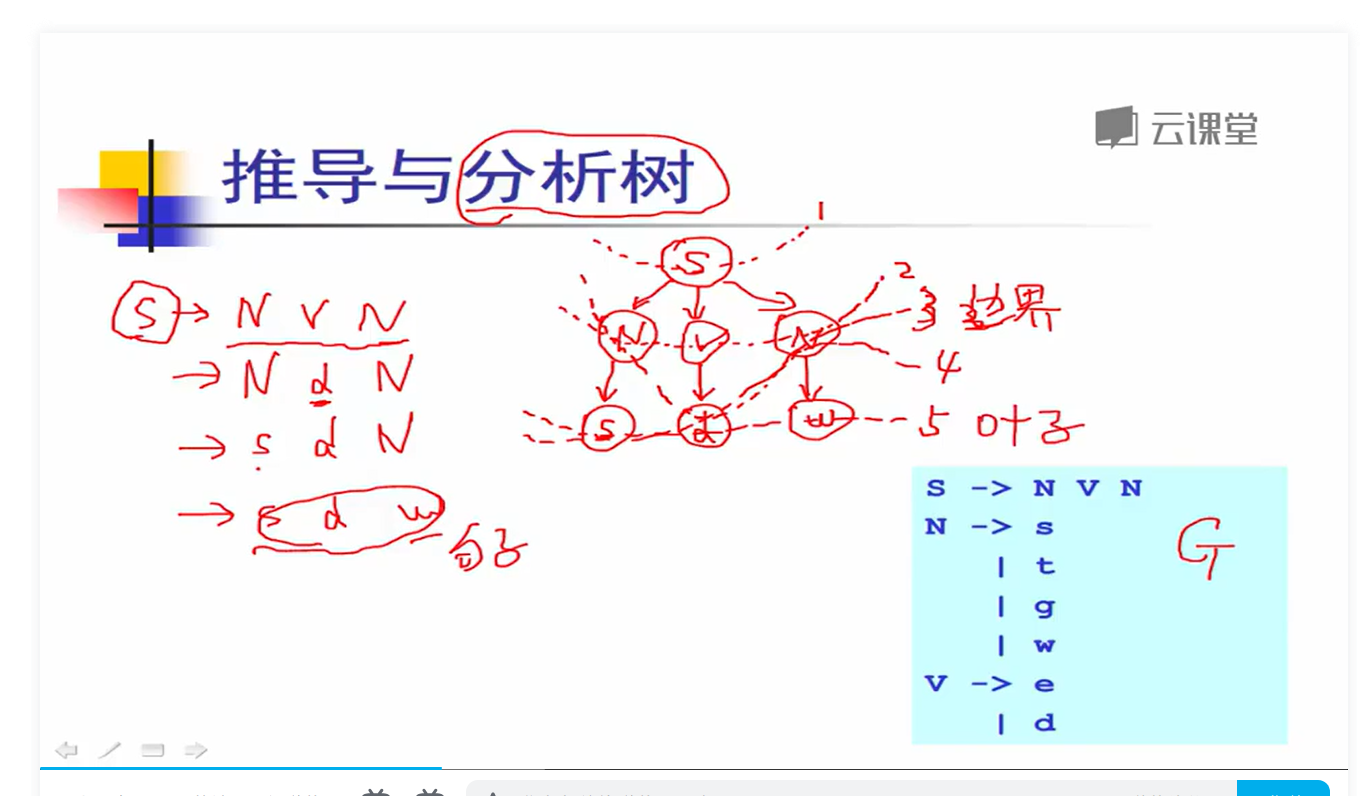 云课堂
推导与分析树
1
S
2
S → N V N
N V N
3 边界
→ N d N
4
→ s d N
s d w
5 叶子
→ s d w
句子
S -> N V N
N -> s
| t
| g
| w
V -> e
| d
G